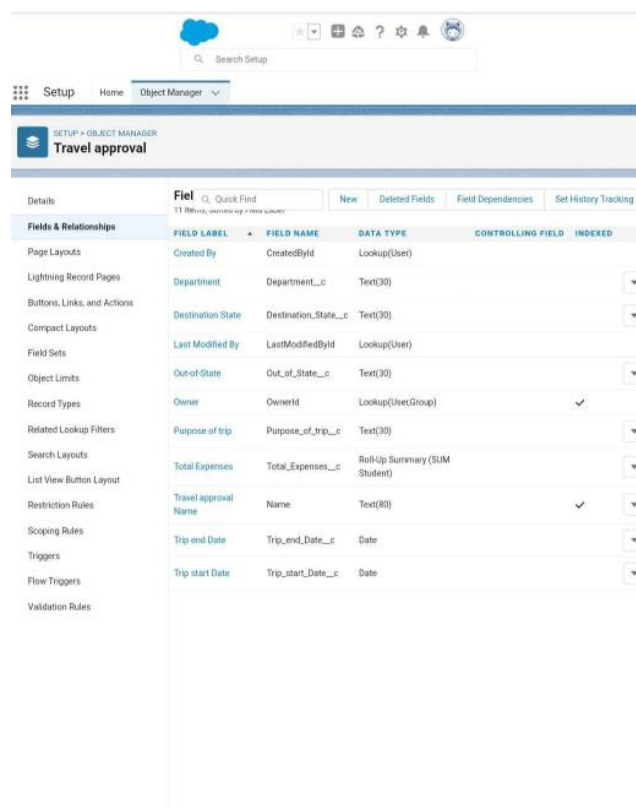 Search Setup
Setup Home Object Manager
SETUP > OBJECT MANAGER
Travel approval
Details
Fields & Relationships
Page Layouts
Lightning Record Pages
Buttons, Links, and Actions
Compact Layouts
Field Sets
Object Limits
Record Types
Related Lookup Filters
Search Layouts
List View Button Layout
Restriction Rules
Scoping Rules
Triggers
Flow Triggers
Validation Rules
Fiel Quick Find New Deleted Fields Field Dependencies Set History Tracking
11 Items, Sorted by Field Label
FIELD LABEL FIELD NAME DATA TYPE CONTROLLING FIELD INDEXED
Created By CreatedById Lookup(User)
Department Department__c Text(30)
Destination State Destination_State__c Text(30)
Last Modified By LastModifiedById Lookup(User)
Out-of-State Out_of_State__c Text(30)
Owner OwnerId Lookup(User,Group)
Purpose of trip Purpose_of_trip__c Text(30)
Total Expenses Total_Expenses__c Roll-Up Summary (SUM
Student)
Travel approval
Name Name Text(80)
Trip end Date Trip_end_Date__c Date
Trip start Date Trip_start_Date__c Date